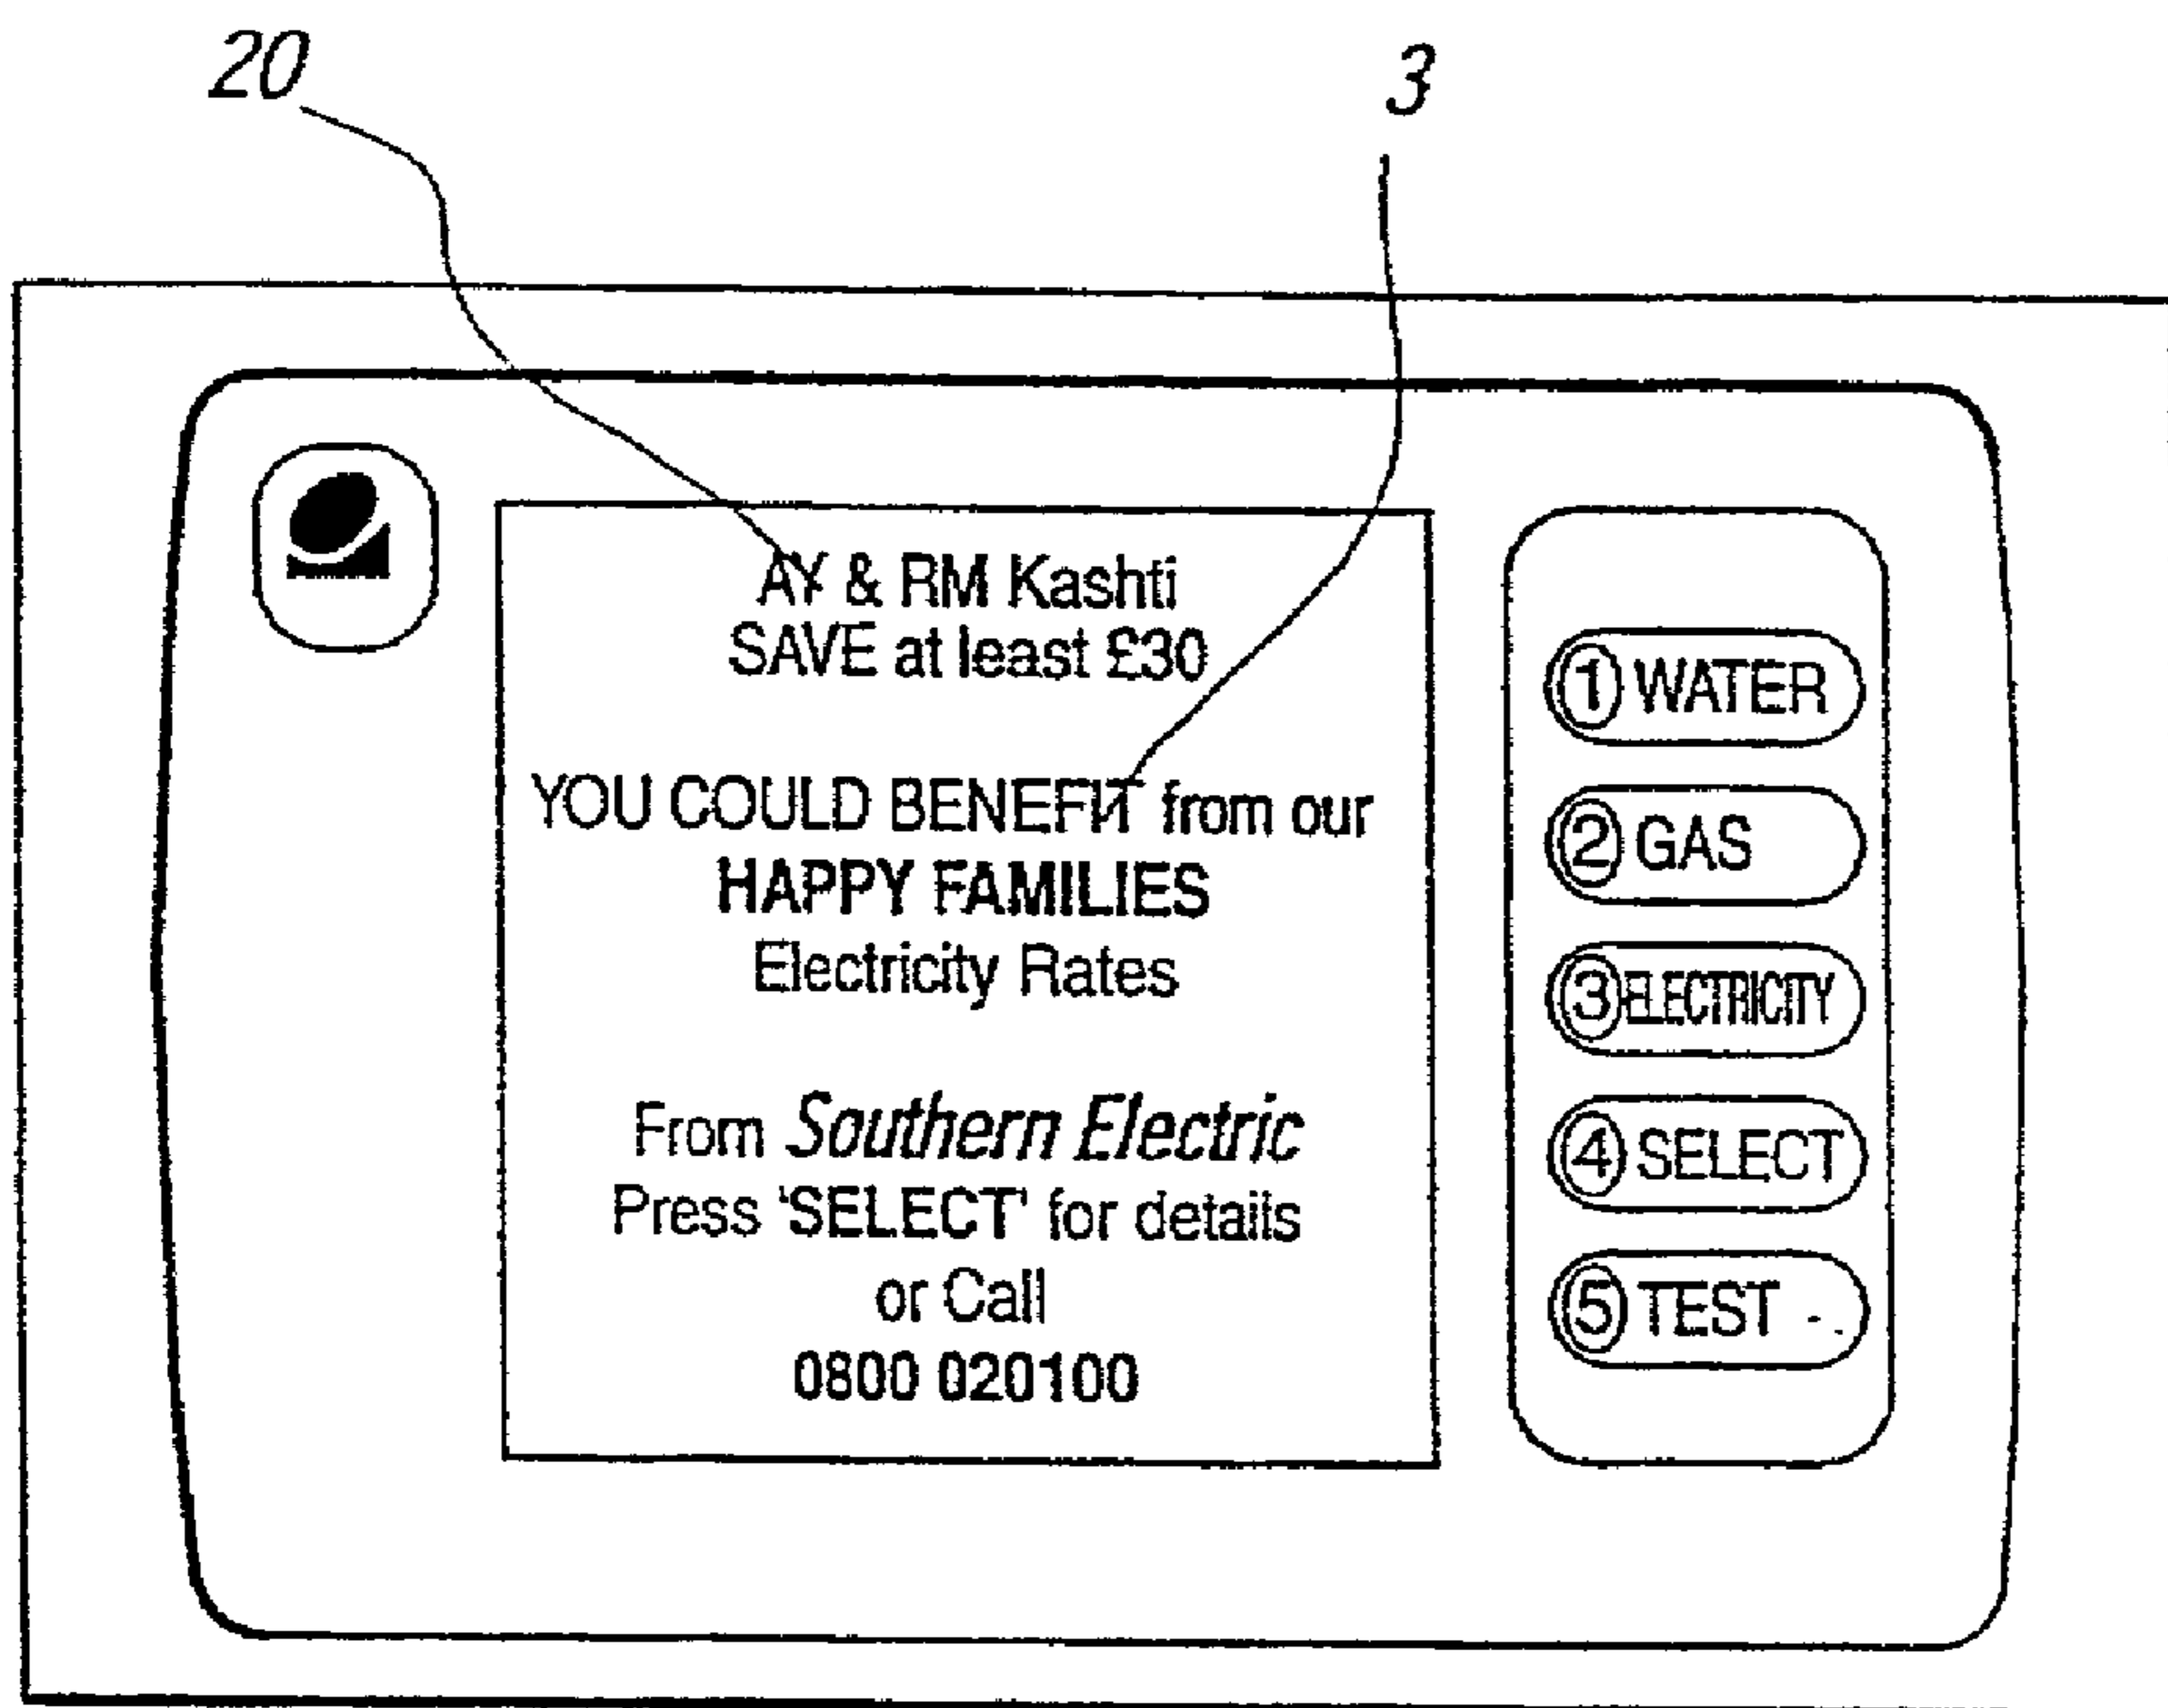 20
3
AY & RM Kashti
SAVE at least £30
YOU COULD BENEFIT from our
HAPPY FAMILIES
Electricity Rates
From Southern Electric
Press 'SELECT' for details
or Call
0800 020100
1 WATER
2 GAS
3 ELECTRICITY
4 SELECT
5 TEST